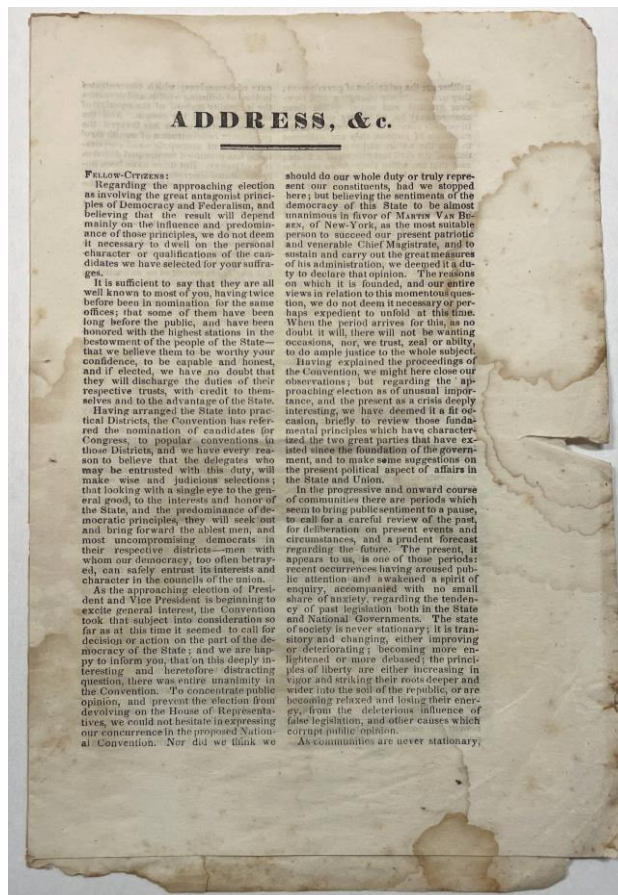 ADDRESS, &c.
FELLOW-CITIZENS:
Regarding the approaching election
as involving the great antagonist princi-
ples of Democracy and Federalism, and
believing that the result will depend
mainly on the influence and predomin-
ance of those principles, we do not deem
it necessary to dwell on the personal
character or qualifications of the can-
didates we have selected for your suffra-
ges.
It is sufficient to say that they are all
well known to most of you, having twice
before been in nomination for the same
offices; that some of them have been
long before the public, and have been
honored with the highest stations in the
bestowment of the people of the State—
that we believe them to be worthy your
confidence, to be capable and honest,
and if elected, we have no doubt that
they will discharge the duties of their
respective trusts, with credit to them-
selves and to the advantage of the State.
Having arranged the State into prac-
tical Districts, the Convention has refer-
red the nomination of candidates for
Congress, to popular conventions in
those Districts, and we have every rea-
son to believe that the delegates who
may be entrusted with this duty, will
make wise and judicious selections;
that looking with a single eye to the gen-
eral good, to the interests and honor of
the State, and the predominance of de-
mocratic principles, they will seek out
and bring forward the ablest men, and
most uncompromising democrats in
their respective districts—men with
whom our democracy, too often betray-
ed, can safely entrust its interests and
character in the councils of the union.
As the approaching election of Presi-
dent and Vice President is beginning to
excite general interest, the Convention
took that subject into consideration so
far as at this time it seemed to call for
decision or action on the part of the de-
mocracy of the State; and we are hap-
py to inform you, that on this deeply in-
teresting and heretefore distracting
question, there was entire unanimity in
the Convention. To concentrate public
opinion, and prevent the election from
devolving on the House of Representa-
tives, we could not hesitate in expressing
our concurrence in the proposed Nation-
al Convention. Nor did we think we
should do our whole duty or truly repre-
sent our constituents, had we stopped
here; but believing the sentiments of the
democracy of this State to be almost
unanimous in favor of MARTIN VAN BU-
REN, of New-York, as the most suitable
person to succeed our present patriotic
and venerable Chief Magistrate, and to
sustain and carry out the great measures
of his administration, we deemed it a du-
ty to declare that opinion. The reasons
on which it is founded, and our entire
views in relation to this momentous ques-
tion, we do not deem it necessary or per-
haps expedient to unfold at this time.
When the period arrives for this, as no
doubt it will, there will not be wanting
occasions, nor, we trust, zeal or abilty,
to do ample justice to the whole subject.
Having explained the proceedings of
the Convention, we might here close our
observations; but regarding the ap-
proaching election as of unusual impor-
tance, and the present as a crisis deeply
interesting, we have deemed it a fit oc-
casion, briefly to review those funda-
mental principles which have character-
ized the two great parties that have ex-
isted since the foundation of the govern-
ment, and to make some suggestions on
the present political aspect of affairs in
the State and Union.
In the progressive and onward course
of communities there are periods which
seem to bring public sentiment to a pause,
to call for a careful review of the past,
for deliberation on present events and
circumstances, and a prudent forecast
regarding the future. The present, it
appears to us, is one of those periods:
recent occurrences having aroused pub-
lic attention and awakened a spirit of
enquiry, accompanied with no small
share of anxiety, regarding the tenden-
cy of past legislation both in the State
and National Governments. The state
of society is never stationary; it is tran-
sitory and changing, either improving
or deteriorating; becoming more en-
lightened or more debased; the princi-
ples of liberty are either increasing in
vigor and striking their roots deeper and
wider into the soil of the republic, or are
becoming relaxed and losing their ener-
gy, from the deleterious influence of
false legislation, and other causes which
corrupt public opinion.
As communities are never stationary,